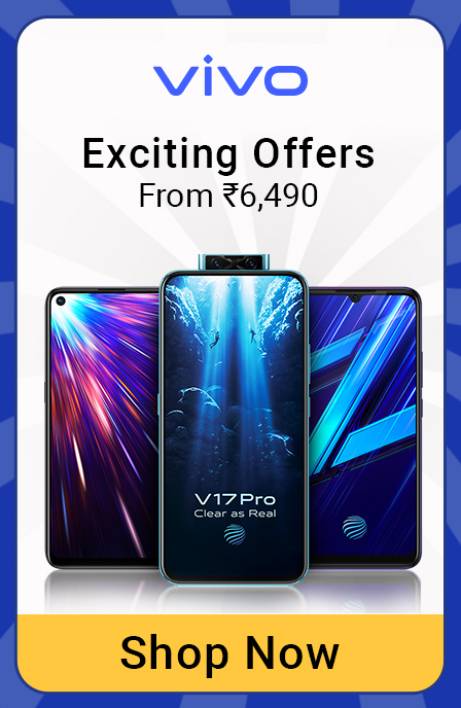 vivo
Exciting Offers
From ₹6,490
V17Pro
Clear as Real
Shop Now